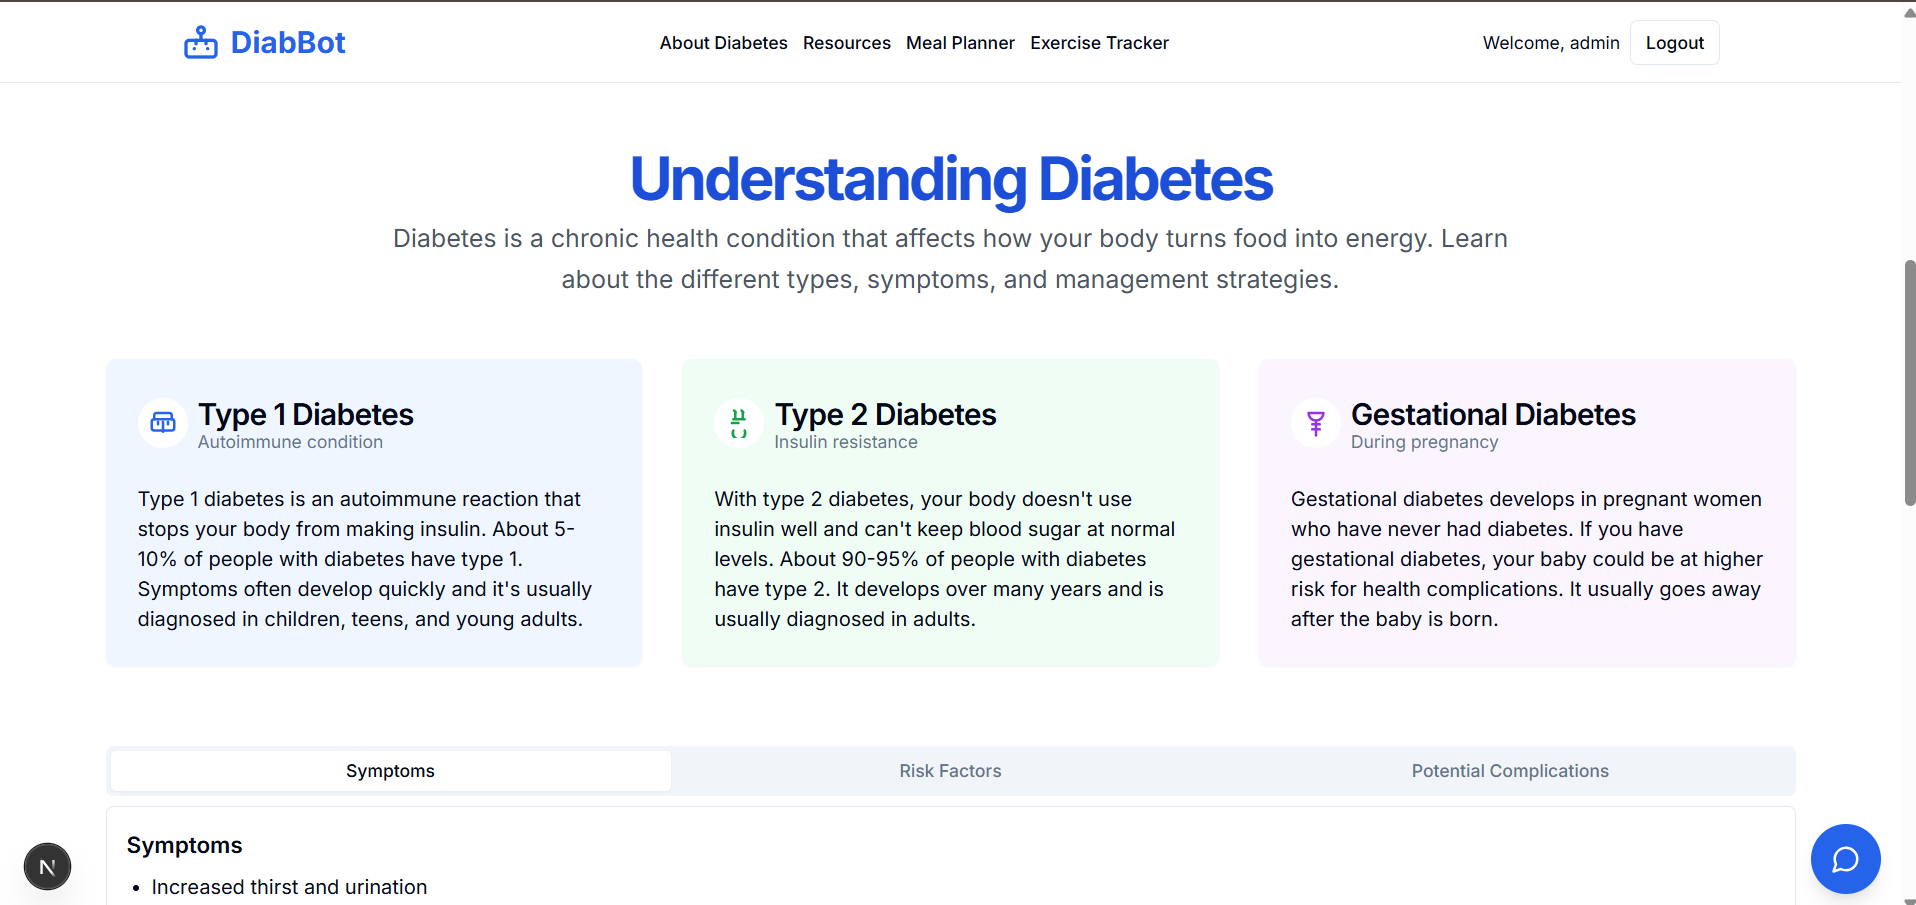 DiabBot
About Diabetes
Resources
Meal Planner
Exercise Tracker
Welcome, admin
Logout
Understanding Diabetes
Diabetes is a chronic health condition that affects how your body turns food into energy. Learn
about the different types, symptoms, and management strategies.
Type 1 Diabetes
Autoimmune condition
Type 1 diabetes is an autoimmune reaction that
stops your body from making insulin. About 5-
10% of people with diabetes have type 1.
Symptoms often develop quickly and it's usually
diagnosed in children, teens, and young adults.
Type 2 Diabetes
Insulin resistance
With type 2 diabetes, your body doesn't use
insulin well and can't keep blood sugar at normal
levels. About 90-95% of people with diabetes
have type 2. It develops over many years and is
usually diagnosed in adults.
Gestational Diabetes
During pregnancy
Gestational diabetes develops in pregnant women
who have never had diabetes. If you have
gestational diabetes, your baby could be at higher
risk for health complications. It usually goes away
after the baby is born.
Symptoms
Risk Factors
Potential Complications
Symptoms
• Increased thirst and urination
N